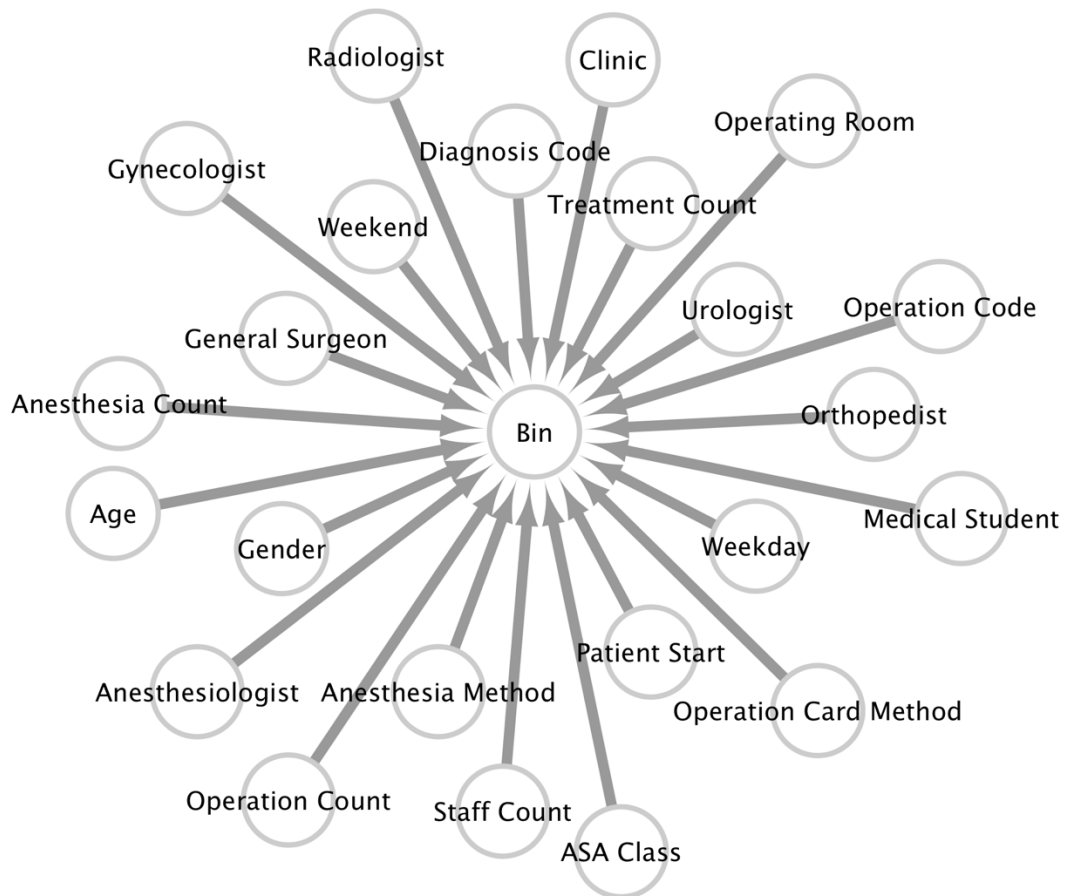 Radiologist
Clinic
Operating Room
Diagnosis Code
Gynecologist
Treatment Count
Weekend
Urologist
Operation Code
General Surgeon
Anesthesia Count
Orthopedist
Bin
Age
Medical Student
Gender
Weekday
Patient Start
Anesthesiologist
Anesthesia Method
Operation Card Method
Operation Count
Staff Count
ASA Class